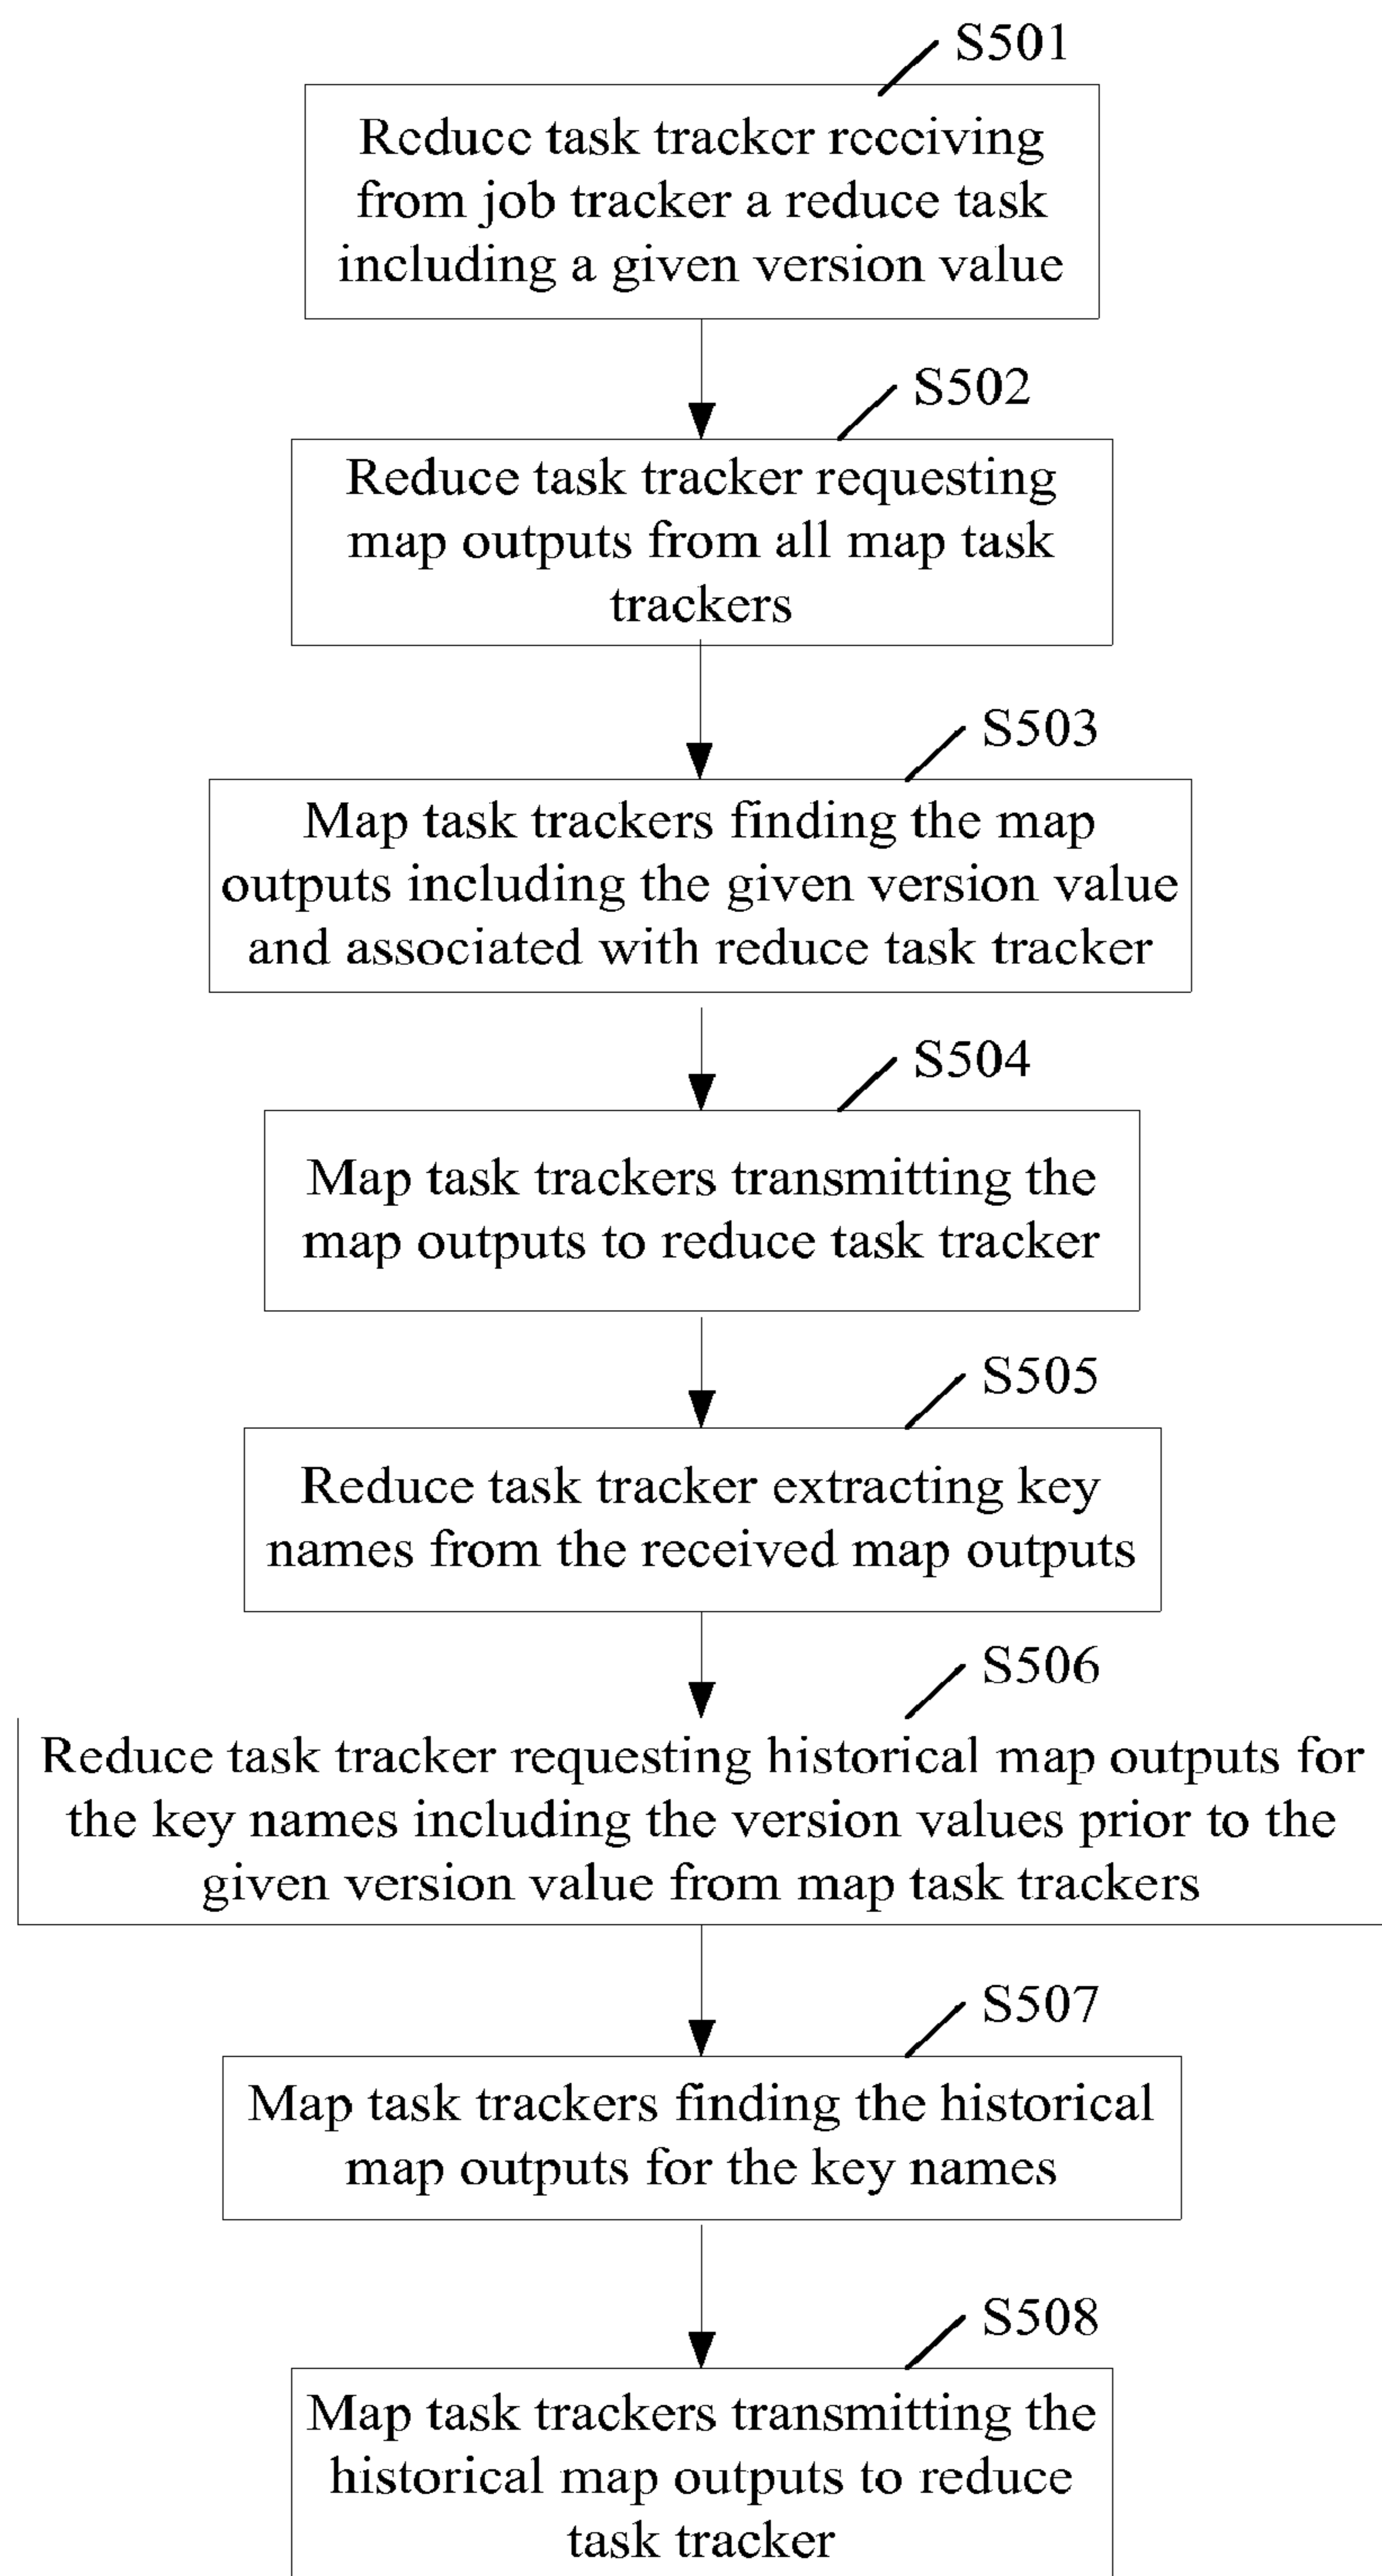 S501
Reduce task tracker receiving
from job tracker a reduce task
including a given version value
S502
Reduce task tracker requesting
map outputs from all map task
trackers
S503
Map task trackers finding the map
outputs including the given version value
and associated with reduce task tracker
S504
Map task trackers transmitting the
map outputs to reduce task tracker
S505
Reduce task tracker extracting key
names from the received map outputs
S506
Reduce task tracker requesting historical map outputs for
the key names including the version values prior to the
given version value from map task trackers
S507
Map task trackers finding the historical
map outputs for the key names
S508
Map task trackers transmitting the
historical map outputs to reduce
task tracker